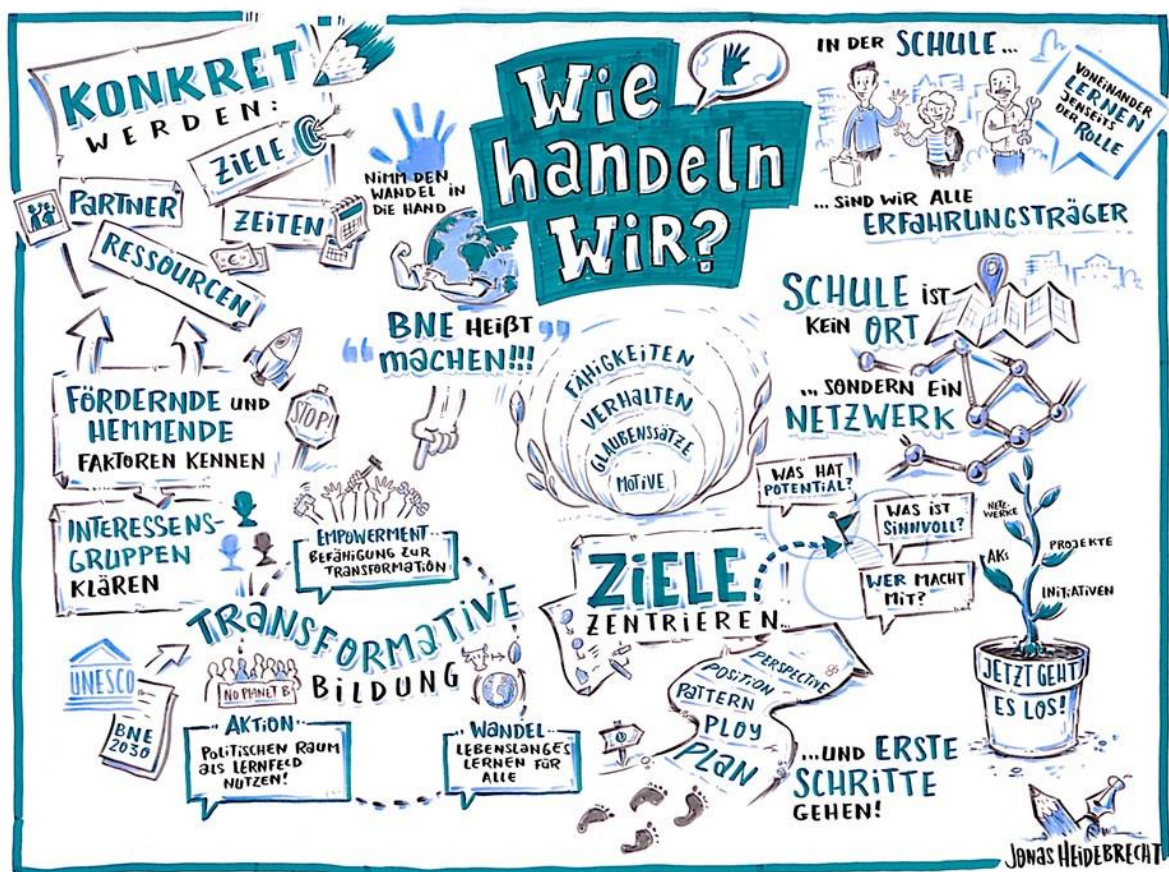 Wie
handeln
Wir?
KONKRET
WERDEN:
ZIELE
PARTNER
ZEITEN
RESSOURCEN
NIMM DEN
WANDEL IN
DIE HAND
BNE HEIßT
"MACHEN!!!"
FÖRDERNDE UND
HEMMENDE
FAKTOREN KENNEN
STOP!
INTERESSENS-
GRUPPEN
KLÄREN
EMPOWERMENT
BEFÄHIGUNG ZUR
TRANSFORMATION
TRANSFORMATIVE
BILDUNG
UNESCO
BNE
2030
NO PLANET B
AKTION
POLITISCHEN RAUM
ALS LERNFELD
NUTZEN!
WANDEL
LEBENSLANGES
LERNEN FÜR
ALLE
FÄHIGKEITEN
VERHALTEN
GLAUBENSSÄTZE
MOTIVE
ZIELE
ZENTRIEREN...
WAS HAT
POTENTIAL?
WAS IST
SINNVOLL?
WER MACHT
MIT?
PERSPECTIVE
POSITION
PATTERN
PLOY
PLAN
...UND ERSTE
SCHRITTE
GEHEN!
IN DER SCHULE...
VONEINANDER
LERNEN
JENSEITS
DER
ROLLE
... SIND WIR ALLE
ERFAHRUNGSTRÄGER
SCHULE IST
KEIN ORT
... SONDERN EIN
NETZWERK
NETZ-
WERKE
PROJEKTE
AKs
INITIATIVEN
JETZT GEHT
ES LOS!
JONAS HEIDEBRECHT